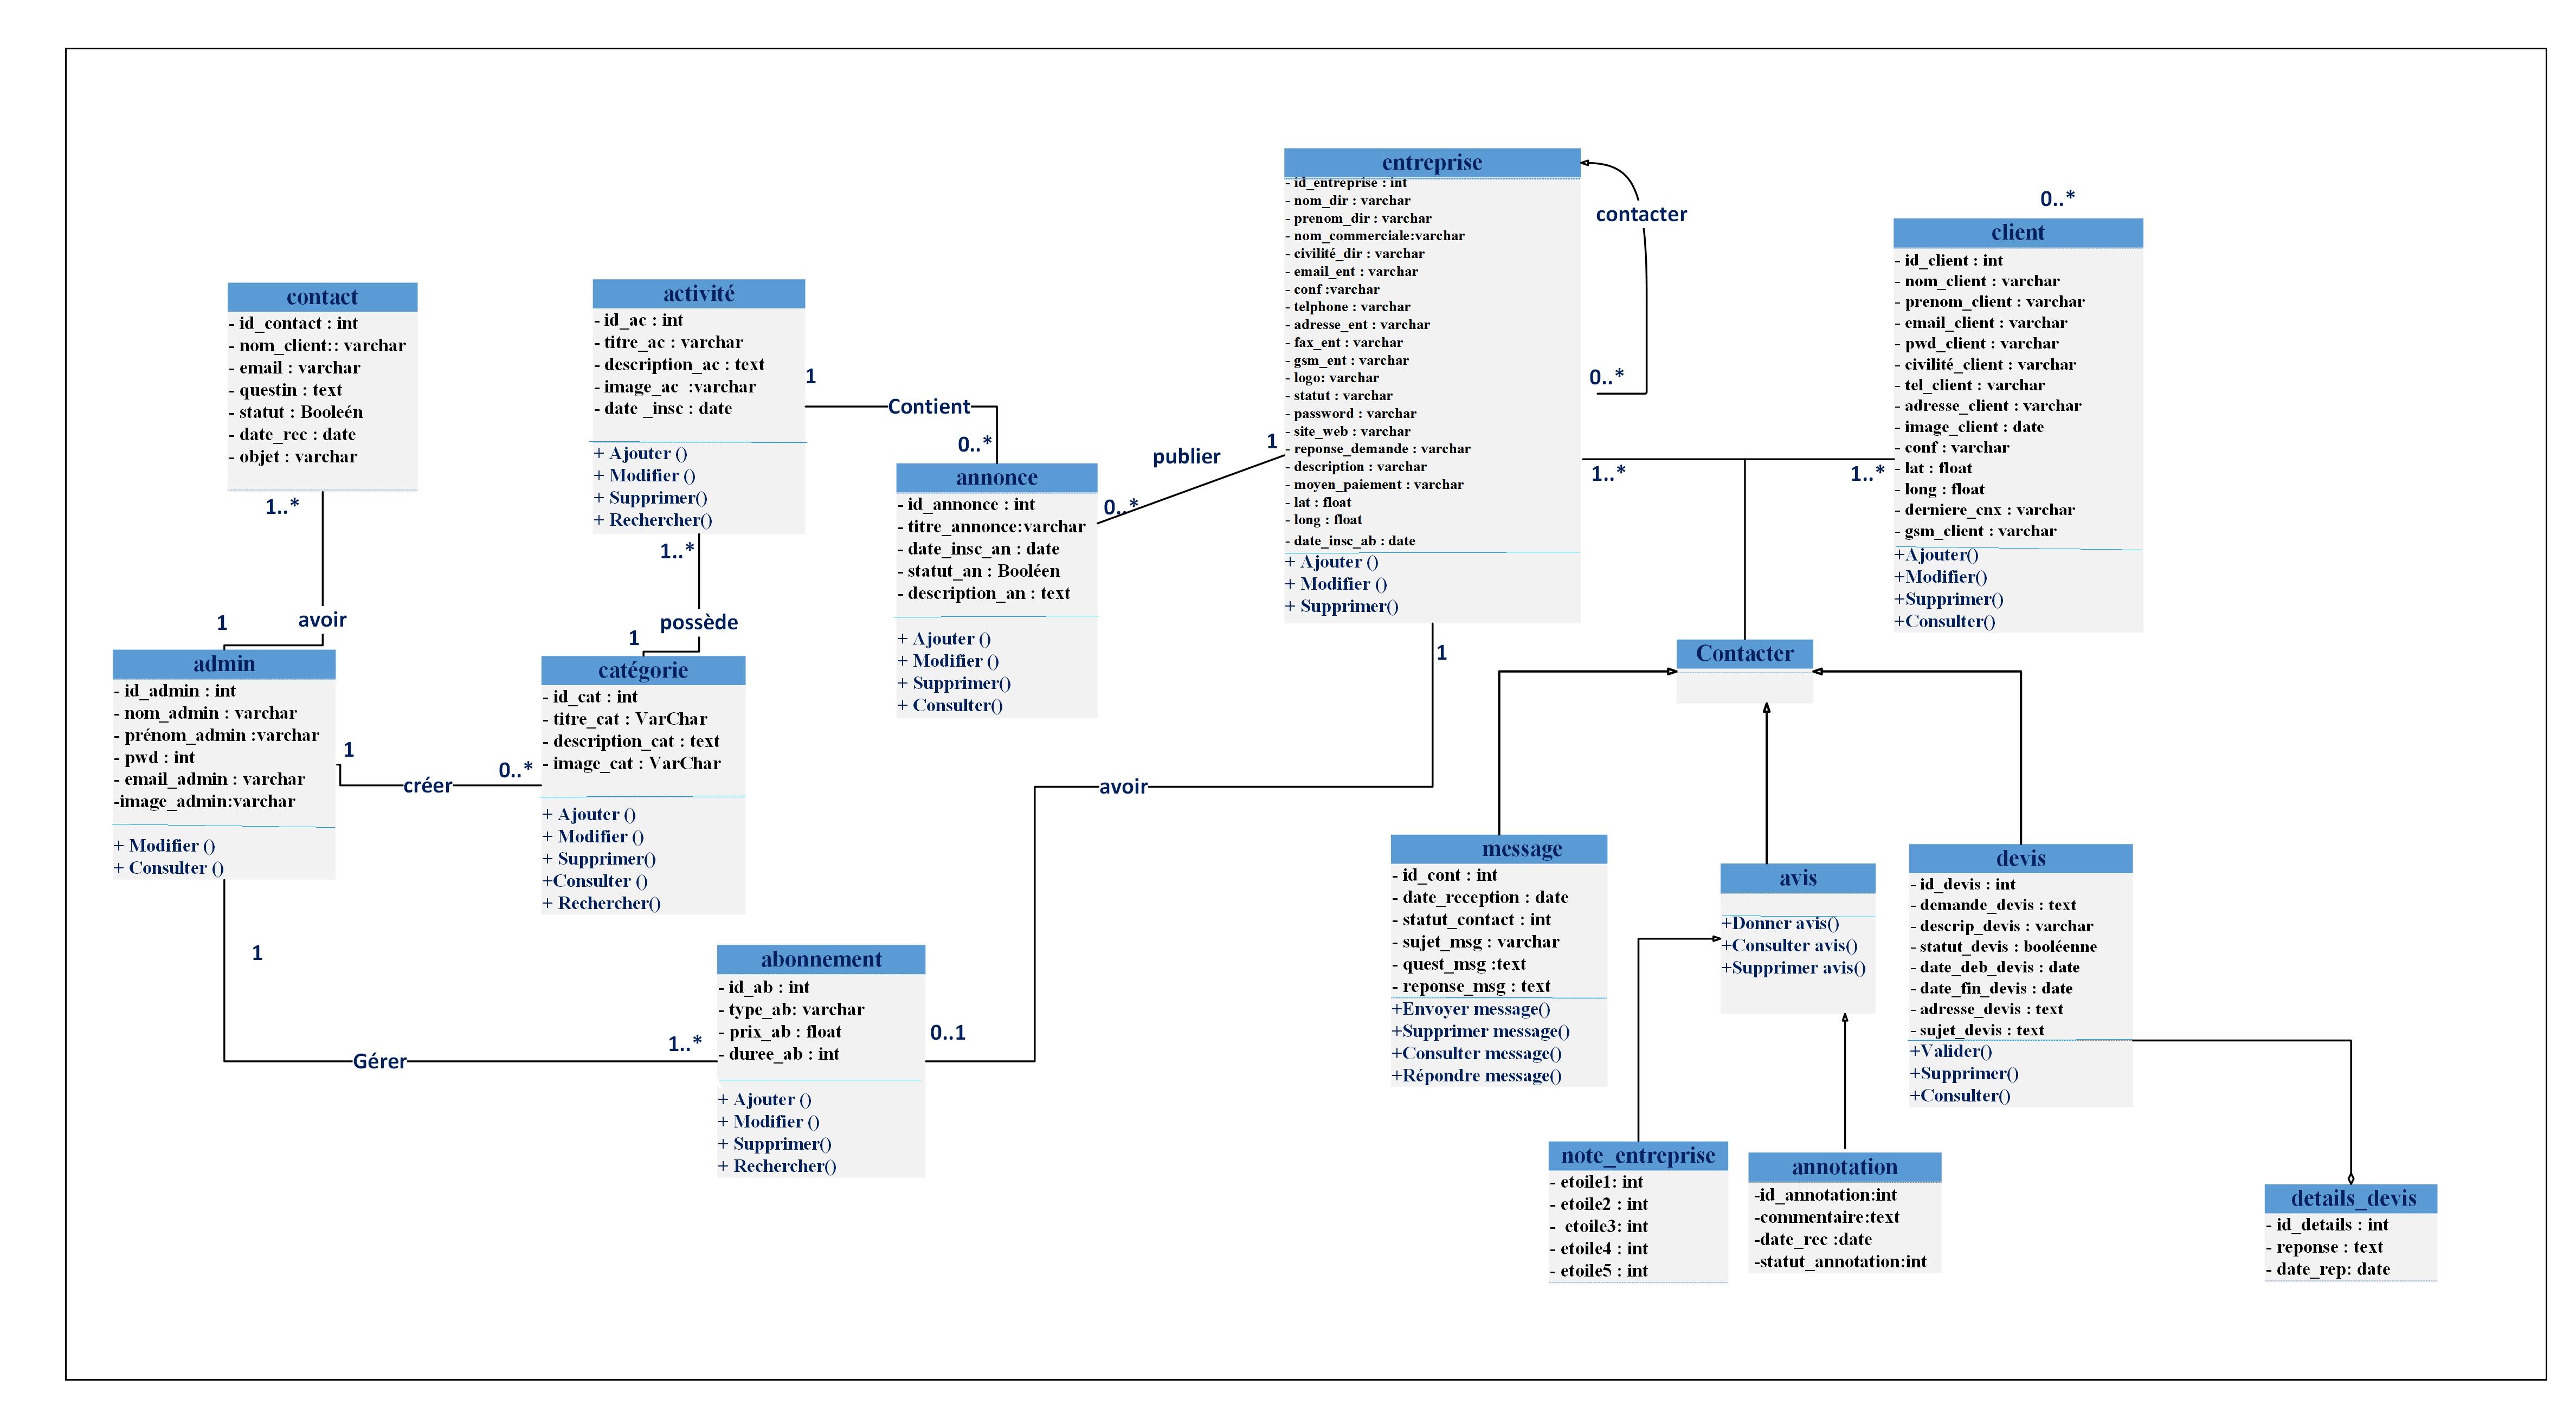 contact
- id_contact : int
- nom_client:: varchar
- email : varchar
- questin : text
- statut : Booleén
- date_rec : date
- objet : varchar
1..*
avoir
1
admin
- id_admin : int
- nom_admin : varchar
- prénom_admin :varchar
- pwd : int
- email_admin : varchar
-image_admin:varchar
+ Modifier ()
+ Consulter ()
1
créer
0..*
1
Gérer
1..*
activité
- id_ac : int
- titre_ac : varchar
- description_ac : text
- image_ac :varchar
- date _insc : date
+ Ajouter ()
+ Modifier ()
+ Supprimer()
+ Rechercher()
1
Contient
0..*
1..*
possède
1
catégorie
- id_cat : int
- titre_cat : VarChar
- description_cat : text
- image_cat : VarChar
+ Ajouter ()
+ Modifier ()
+ Supprimer()
+Consulter ()
+ Rechercher()
annonce
- id_annonce : int
- titre_annonce:varchar
- date_insc_an : date
- statut_an : Booléen
- description_an : text
+ Ajouter ()
+ Modifier ()
+ Supprimer()
+ Consulter()
0..*
publier
1
abonnement
- id_ab : int
- type_ab: varchar
- prix_ab : float
- duree_ab : int
+ Ajouter ()
+ Modifier ()
+ Supprimer()
+ Rechercher()
0..1
avoir
1
entreprise
- id_entreprise : int
- nom_dir : varchar
- prenom_dir : varchar
- nom_commerciale:varchar
- civilité_dir : varchar
- email_ent : varchar
- conf :varchar
- telphone : varchar
- adresse_ent : varchar
- fax_ent : varchar
- gsm_ent : varchar
- logo: varchar
- statut : varchar
- password : varchar
- site_web : varchar
- reponse_demande : varchar
- description : varchar
- moyen_paiement : varchar
- lat : float
- long : float
- date_insc_ab : date
+ Ajouter ()
+ Modifier ()
+ Supprimer()
contacter
0..*
1..*
1..*
0..*
client
- id_client : int
- nom_client : varchar
- prenom_client : varchar
- email_client : varchar
- pwd_client : varchar
- civilité_client : varchar
- tel_client : varchar
- adresse_client : varchar
- image_client : date
- conf : varchar
- lat : float
- long : float
- derniere_cnx : varchar
- gsm_client : varchar
+Ajouter()
+Modifier()
+Supprimer()
+Consulter()
Contacter
message
- id_cont : int
- date_reception : date
- statut_contact : int
- sujet_msg : varchar
- quest_msg :text
- reponse_msg : text
+Envoyer message()
+Supprimer message()
+Consulter message()
+Répondre message()
avis
+Donner avis()
+Consulter avis()
+Supprimer avis()
devis
- id_devis : int
- demande_devis : text
- descrip_devis : varchar
- statut_devis : booléenne
- date_deb_devis : date
- date_fin_devis : date
- adresse_devis : text
- sujet_devis : text
+Valider()
+Supprimer()
+Consulter()
note_entreprise
- etoile1: int
- etoile2 : int
- etoile3: int
- etoile4 : int
- etoile5 : int
annotation
-id_annotation:int
-commentaire:text
-date_rec :date
-statut_annotation:int
details_devis
- id_details : int
- reponse : text
- date_rep: date